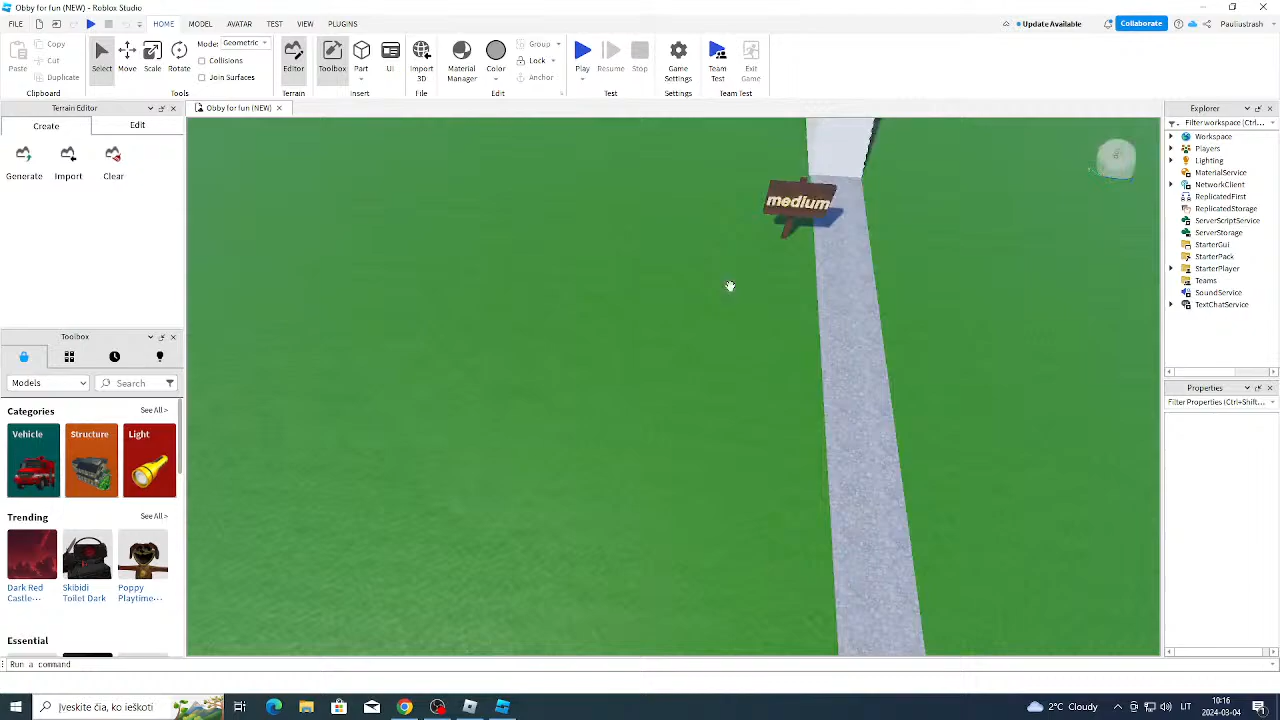 Obby for fun (NEW) - Roblox Studio
FILE HOME MODEL AVATAR TEST VIEW PLUGINS
Update Available Collaborate Pauliustrash
Paste Copy Cut Duplicate
Clipboard
Select Move Scale Rotate
Mode: Geometric
Collisions
Join Surfaces
Tools
Editor
Terrain
Toolbox Part UI
Insert
Import 3D
File
Material Manager Color
Group
Lock
Anchor
Edit
Play Resume Stop
Test
Game Settings
Settings
Team Test Exit Game
Team Test
Terrain Editor
Create Edit
Generate Import Clear
Toolbox
Models Search
Categories See All >
Vehicle Structure Light
Trending See All >
Dark Red Castle...
Skibidi Toilet Dark
Poppy Playtime...
Essential
Run a command
Obby for fun (NEW)
medium
Explorer
Filter workspace (Ctrl...
Workspace
Players
Lighting
MaterialService
NetworkClient
ReplicatedFirst
ReplicatedStorage
ServerScriptService
ServerStorage
StarterGui
StarterPack
StarterPlayer
Teams
SoundService
TextChatService
Properties
Filter Properties (Ctrl+Shift...
Įveskite čia, ko ieškoti
2°C Cloudy LIT 10:16
2024-03-04